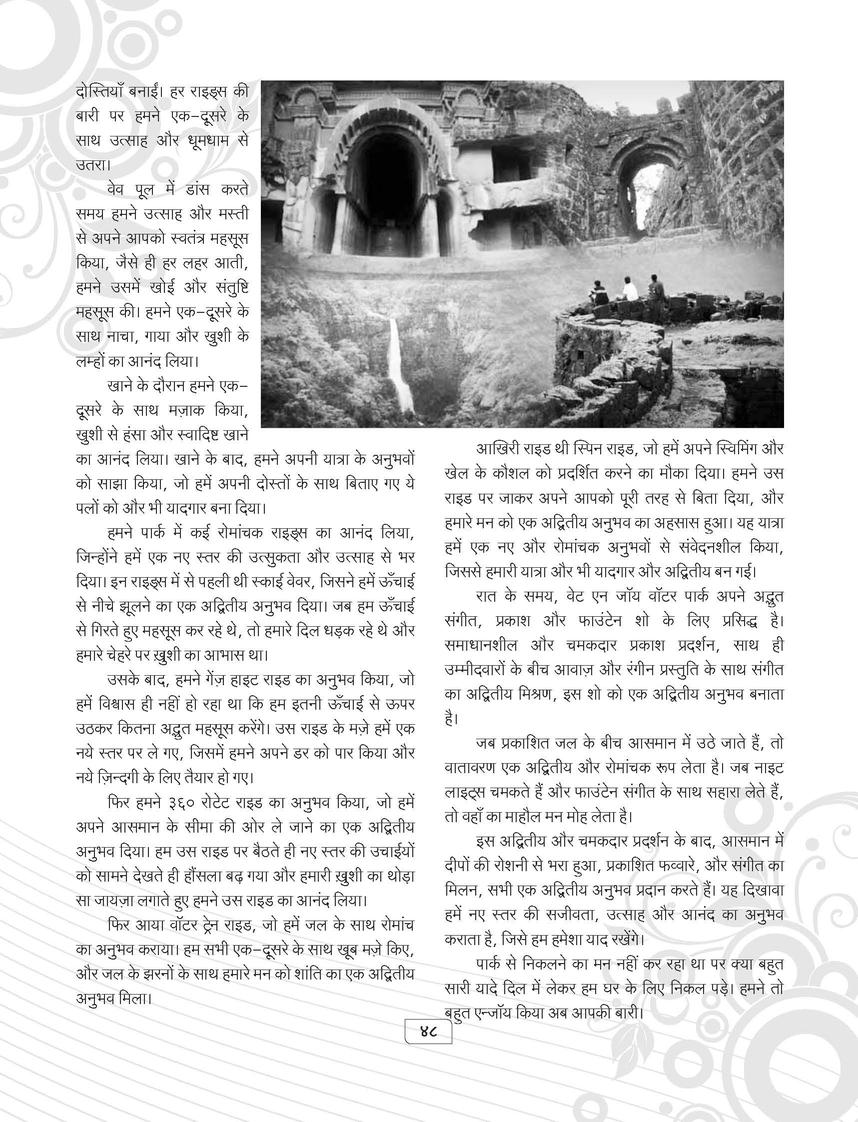 दोस्तियाँ बनाईं। हर राइड्स की
बारी पर हमने एक-दूसरे के
साथ उत्साह और धूमधाम से
उतरा।
वेव पूल में डांस करते
समय हमने उत्साह और मस्ती
से अपने आपको स्वतंत्र महसूस
किया, जैसे ही हर लहर आती,
हमने उसमें खोई और संतुष्टि
महसूस की। हमने एक-दूसरे के
साथ नाचा, गाया और खुशी के
लम्हों का आनंद लिया।
खाने के दौरान हमने एक-
दूसरे के साथ मज़ाक किया,
खुशी से हंसा और स्वादिष्ट खाने
का आनंद लिया। खाने के बाद, हमने अपनी यात्रा के अनुभवों
को साझा किया, जो हमें अपनी दोस्तों के साथ बिताए गए ये
पलों को और भी यादगार बना दिया।
हमने पार्क में कई रोमांचक राइड्स का आनंद लिया,
जिन्होंने हमें एक नए स्तर की उत्सुकता और उत्साह से भर
दिया। इन राइड्स में से पहली थी स्काई वेवर, जिसने हमें ऊँचाई
से नीचे झूलने का एक अद्वितीय अनुभव दिया। जब हम ऊँचाई
से गिरते हुए महसूस कर रहे थे, तो हमारे दिल धड़क रहे थे और
हमारे चेहरे पर ख़ुशी का आभास था।
उसके बाद, हमने गेंज़ हाइट राइड का अनुभव किया, जो
हमें विश्वास ही नहीं हो रहा था कि हम इतनी ऊँचाई से ऊपर
उठकर कितना अद्भुत महसूस करेंगे। उस राइड के मज़े हमें एक
नये स्तर पर ले गए, जिसमें हमने अपने डर को पार किया और
नये ज़िन्दगी के लिए तैयार हो गए।
फिर हमने ३६० रोटेट राइड का अनुभव किया, जो हमें
अपने आसमान के सीमा की ओर ले जाने का एक अद्वितीय
अनुभव दिया। हम उस राइड पर बैठते ही नए स्तर की उचाईयों
को सामने देखते ही हौंसला बढ़ गया और हमारी ख़ुशी का थोड़ा
सा जायज़ा लगाते हुए हमने उस राइड का आनंद लिया।
फिर आया वॉटर ट्रेन राइड, जो हमें जल के साथ रोमांच
का अनुभव कराया। हम सभी एक-दूसरे के साथ खूब मज़े किए,
और जल के झरनों के साथ हमारे मन को शांति का एक अद्वितीय
अनुभव मिला।
आखिरी राइड थी स्पिन राइड, जो हमें अपने स्विमिंग और
खेल के कौशल को प्रदर्शित करने का मौका दिया। हमने उस
राइड पर जाकर अपने आपको पूरी तरह से बिता दिया, और
हमारे मन को एक अद्वितीय अनुभव का अहसास हुआ। यह यात्रा
हमें एक नए और रोमांचक अनुभवों से संवेदनशील किया,
जिससे हमारी यात्रा और भी यादगार और अद्वितीय बन गई।
रात के समय, वेट एन जॉय वॉटर पार्क अपने अद्भुत
संगीत, प्रकाश और फाउंटेन शो के लिए प्रसिद्ध है।
समाधानशील और चमकदार प्रकाश प्रदर्शन, साथ ही
उम्मीदवारों के बीच आवाज़ और रंगीन प्रस्तुति के साथ संगीत
का अद्वितीय मिश्रण, इस शो को एक अद्वितीय अनुभव बनाता
है।
जब प्रकाशित जल के बीच आसमान में उठे जाते हैं, तो
वातावरण एक अद्वितीय और रोमांचक रूप लेता है। जब नाइट
लाइट्स चमकते हैं और फाउंटेन संगीत के साथ सहारा लेते हैं,
तो वहाँ का माहौल मन मोह लेता है।
इस अद्वितीय और चमकदार प्रदर्शन के बाद, आसमान में
दीपों की रोशनी से भरा हुआ, प्रकाशित फव्वारे, और संगीत का
मिलन, सभी एक अद्वितीय अनुभव प्रदान करते हैं। यह दिखावा
हमें नए स्तर की सजीवता, उत्साह और आनंद का अनुभव
कराता है, जिसे हम हमेशा याद रखेंगे।
पार्क से निकलने का मन नहीं कर रहा था पर क्या बहुत
सारी यादे दिल में लेकर हम घर के लिए निकल पड़े। हमने तो
बहुत एन्जॉय किया अब आपकी बारी।
४८